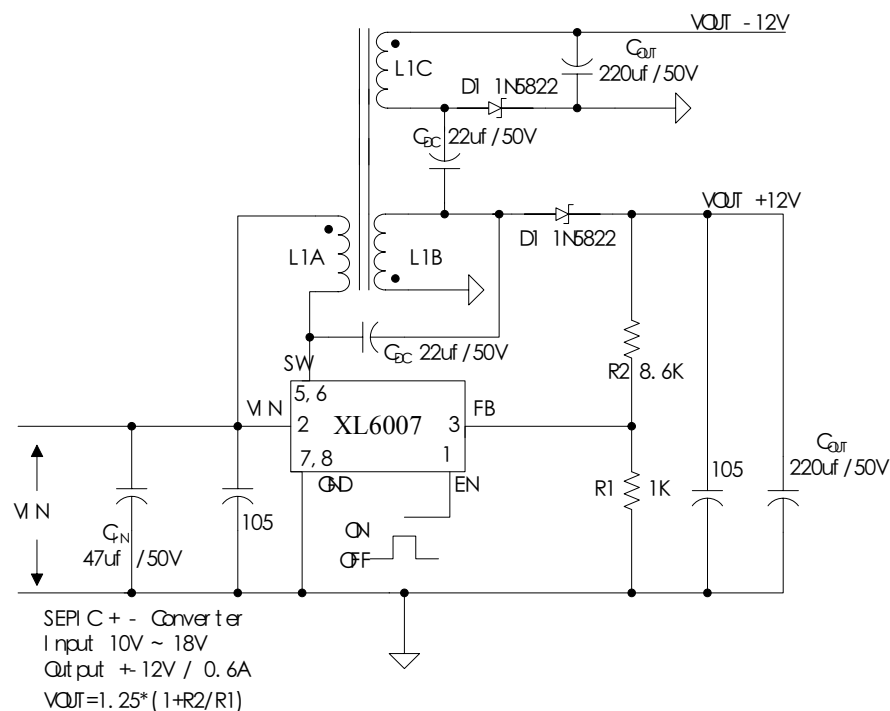 VOUT -12V
COUT
220uf/50V
L1C
D1 1N5822
CDC 22uf/50V
VOUT +12V
D1 1N5822
L1A
L1B
CDC 22uf/50V
SW
R2 8.6K
5,6
VIN
2
XL6007
3
FB
7,8
1
GND
EN
VIN
105
CIN
47uf/50V
ON
OFF
R1
1K
105
COUT
220uf/50V
SEPIC + - Converter
Input 10V ~ 18V
Output +-12V / 0.6A
VOUT=1.25*(1+R2/R1)